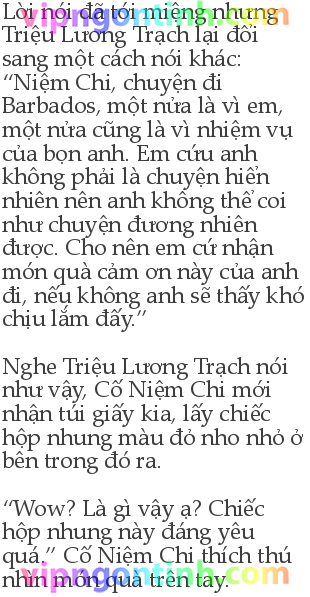 Lời nói đã tới miệng nhưng
Triệu Lương Trạch lại đổi
sang một cách nói khác:
“Niệm Chi, chuyện đi
Barbados, một nửa là vì em,
một nửa cũng là vì nhiệm vụ
của bọn anh. Em cứu anh
không phải là chuyện hiển
nhiên nên anh không thể coi
như chuyện đương nhiên
được. Cho nên em cứ nhận
món quà cảm ơn này của anh
đi, nếu không anh sẽ thấy khó
chịu lắm đấy.”
Nghe Triệu Lương Trạch nói
như vậy, Cố Niệm Chi mới
nhận túi giấy kia, lấy chiếc
hộp nhung màu đỏ nho nhỏ ở
bên trong đó ra.
“Wow? Là gì vậy ạ? Chiếc
hộp nhung này đáng yêu
quá.” Cố Niệm Chi thích thú
nhìn món quà trên tay.
vipngontinh.com
vipngontinh.com
vipngontinh.com
vipngontinh.com